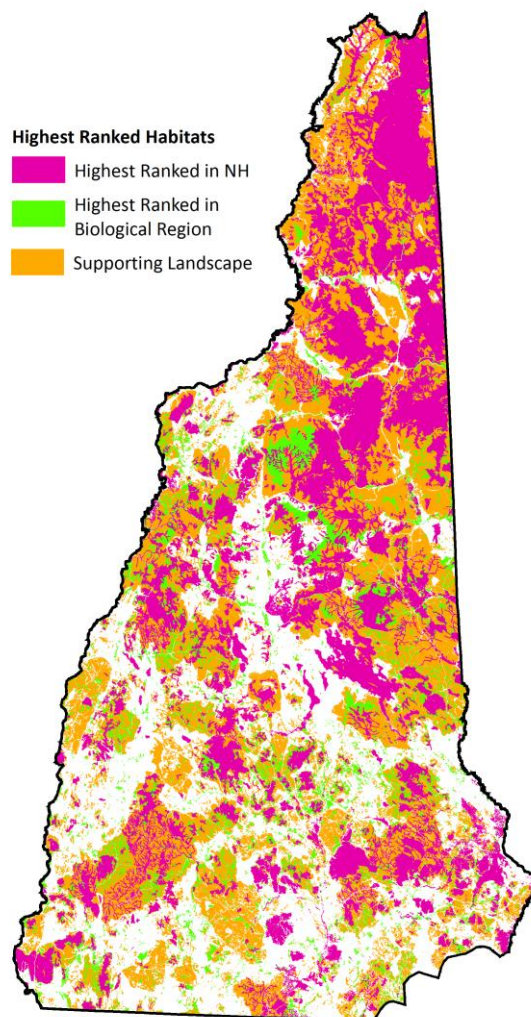 Highest Ranked Habitats
Highest Ranked in NH
Highest Ranked in
Biological Region
Supporting Landscape